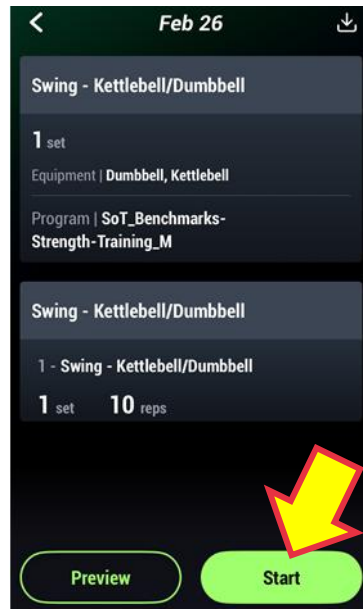 Feb 26
Swing - Kettlebell/Dumbbell
1 set
Equipment | Dumbbell, Kettlebell
Program | SoT_Benchmarks-
Strength-Training_M
Swing - Kettlebell/Dumbbell
1 - Swing - Kettlebell/Dumbbell
1 set 10 reps
Preview Start